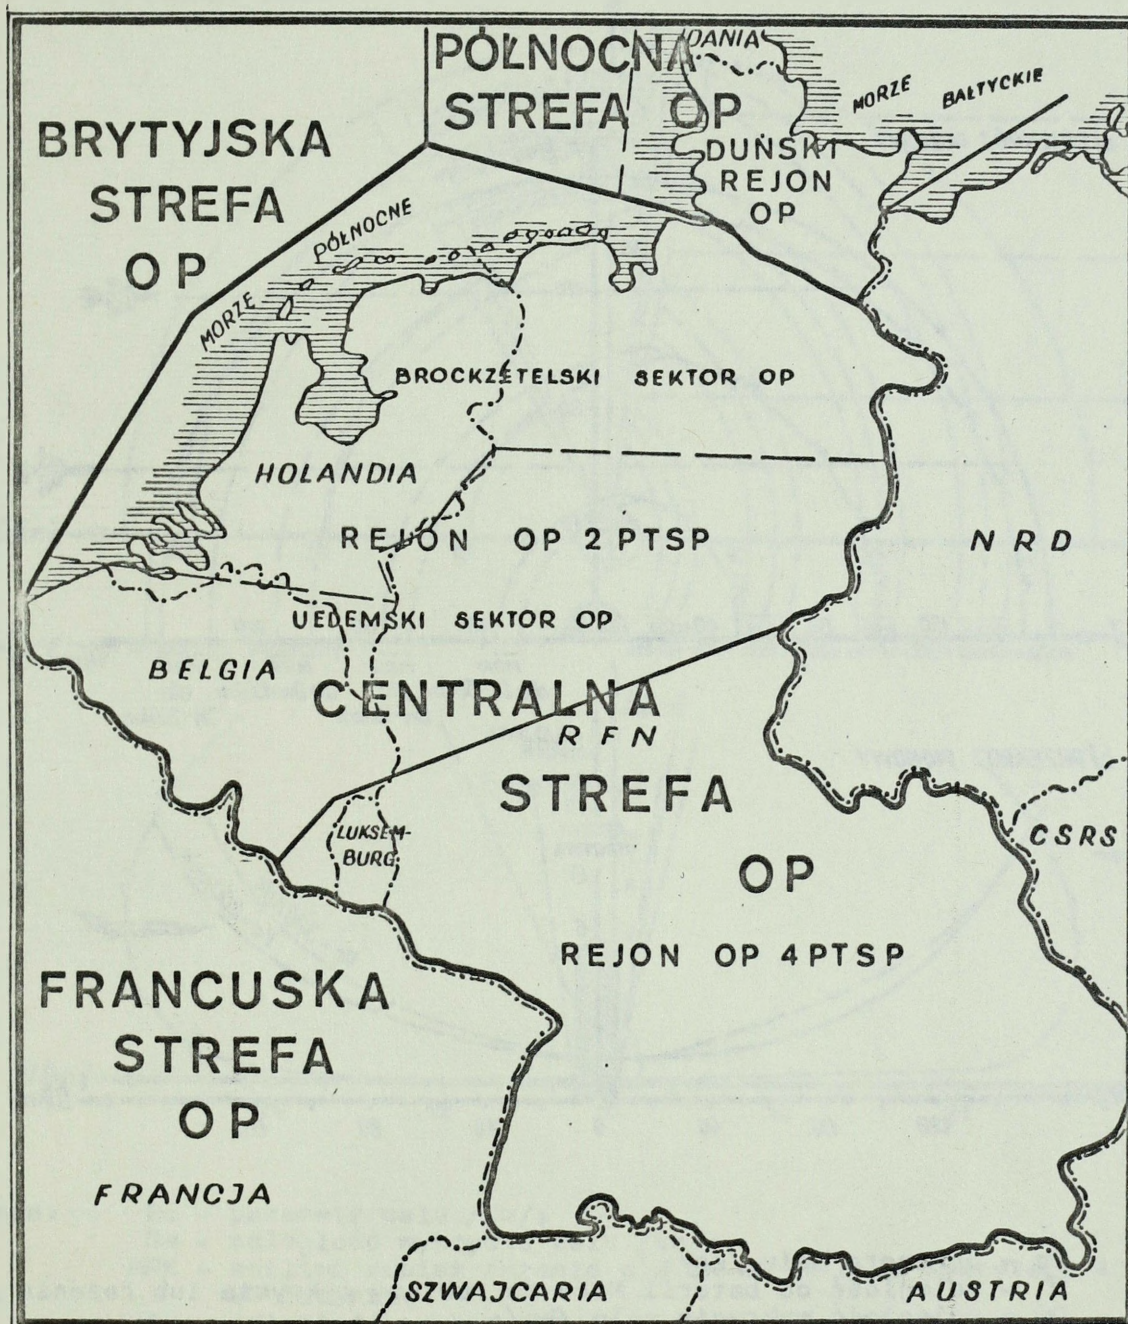 PÓŁNOCNA
STREFA OP
DANIA
MORZE BAŁTYCKIE
DUŃSKI
REJON
OP
BRYTYJSKA
STREFA
OP
MORZE PÓŁNOCNE
BROCKZETELSKI SEKTOR OP
HOLANDIA
REJON OP 2 PTSP
NRD
UEDEMSKI SEKTOR OP
BELGIA
CENTRALNA
RFN
STREFA
OP
LUKSEM-
BURG
CSRS
REJON OP 4 PTSP
FRANCUSKA
STREFA
OP
FRANCJA
SZWAJCARIA
AUSTRIA